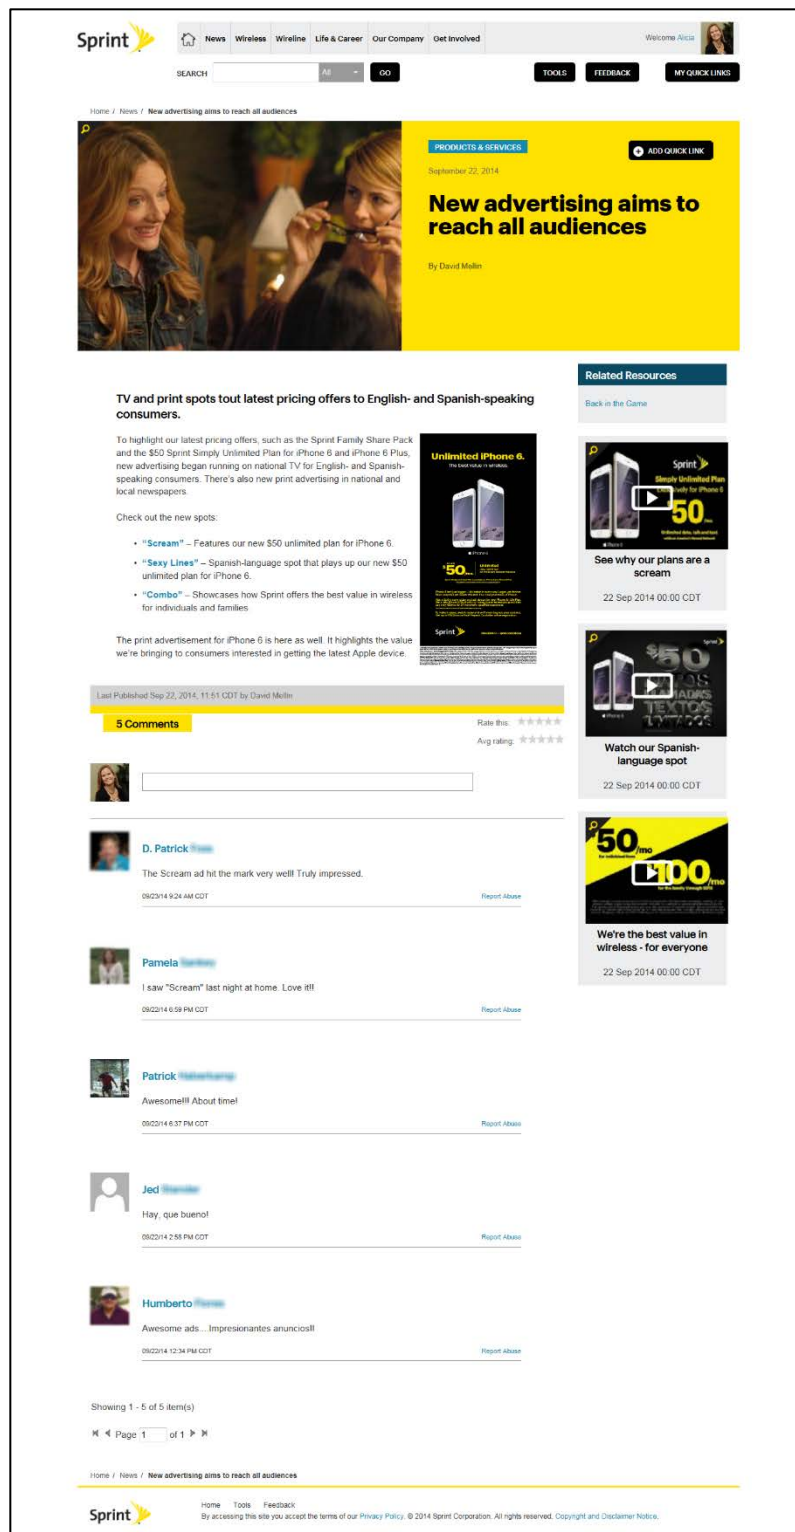 Sprint
News Wireless Wireline Life & Career Our Company Get Involved
Welcome Alicia
SEARCH
All
GO
TOOLS
FEEDBACK
MY QUICK LINKS
Home / News / New advertising aims to reach all audiences
PRODUCTS & SERVICES
ADD QUICK LINK
September 22, 2014
New advertising aims to
reach all audiences
By David Mellin
TV and print spots tout latest pricing offers to English- and Spanish-speaking
consumers.
To highlight our latest pricing offers, such as the Sprint Family Share Pack
and the $50 Sprint Simply Unlimited Plan for iPhone 6 and iPhone 6 Plus,
new advertising began running on national TV for English- and Spanish-
speaking consumers. There's also new print advertising in national and
local newspapers.
Check out the new spots:
• "Scream" – Features our new $50 unlimited plan for iPhone 6.
• "Sexy Lines" – Spanish-language spot that plays up our new $50
unlimited plan for iPhone 6.
• "Combo" – Showcases how Sprint offers the best value in wireless
for individuals and families.
The print advertisement for iPhone 6 is here as well. It highlights the value
we're bringing to consumers interested in getting the latest Apple device.
Unlimited iPhone 6.
The best value in wireless.
iPhone 6
$50
Sprint
Last Published Sep 22, 2014, 11:51 CDT by David Mellin
5 Comments
Rate this:
Avg rating:
D. Patrick
The Scream ad hit the mark very well! Truly impressed.
09/23/14 9:24 AM CDT
Report Abuse
Pamela
I saw "Scream" last night at home. Love it!!
09/22/14 6:59 PM CDT
Report Abuse
Patrick
Awesome!!! About time!
09/22/14 6:37 PM CDT
Report Abuse
Jed
Hay, que bueno!
09/22/14 2:56 PM CDT
Report Abuse
Humberto
Awesome ads....Impresionantes anuncios!!
09/22/14 12:34 PM CDT
Report Abuse
Showing 1 - 5 of 5 item(s)
Page 1 of 1
Related Resources
Back in the Game
Sprint
Simply Unlimited Plan
Exclusively for iPhone 6
$50
iPhone 6
See why our plans are a
scream
22 Sep 2014 00:00 CDT
Sprint
$50
TEXTOS
iPhone 6
Watch our Spanish-
language spot
22 Sep 2014 00:00 CDT
50/mo
100/mo
We're the best value in
wireless - for everyone
22 Sep 2014 00:00 CDT
Home / News / New advertising aims to reach all audiences
Sprint
Home Tools Feedback
By accessing this site you accept the terms of our Privacy Policy. © 2014 Sprint Corporation. All rights reserved. Copyright and Disclaimer Notice.